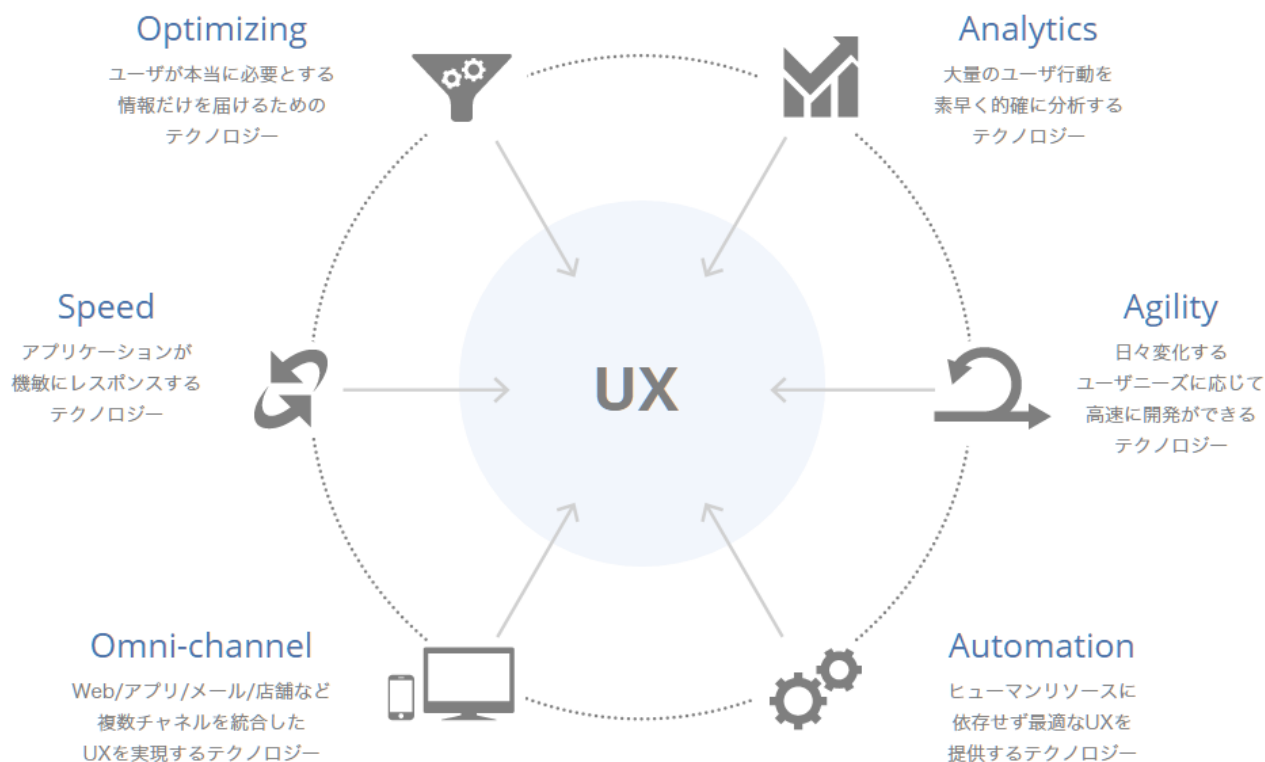 Optimizing
ユーザが本当に必要とする
情報だけを届けるための
テクノロジー
Analytics
大量のユーザ行動を
素早く的確に分析する
テクノロジー
Speed
アプリケーションが
機敏にレスポンスする
テクノロジー
UX
Agility
日々変化する
ユーザニーズに応じて
高速に開発ができる
テクノロジー
Omni-channel
Web/アプリ/メール/店舗など
複数チャネルを統合した
UXを実現するテクノロジー
Automation
ヒューマンリソースに
依存せず最適なUXを
提供するテクノロジー